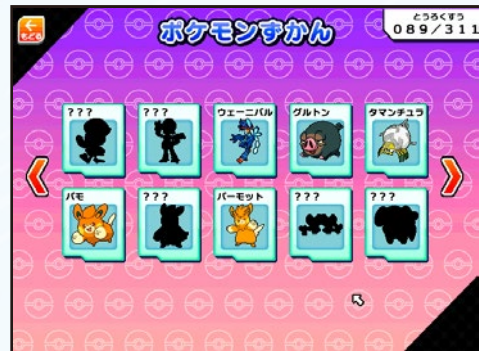 もどる
ポケモンずかん
とうろくすう
089/311
???
???
ウェーニバル
グルトン
タマンチュラ
パモ
???
パーモット
???
???